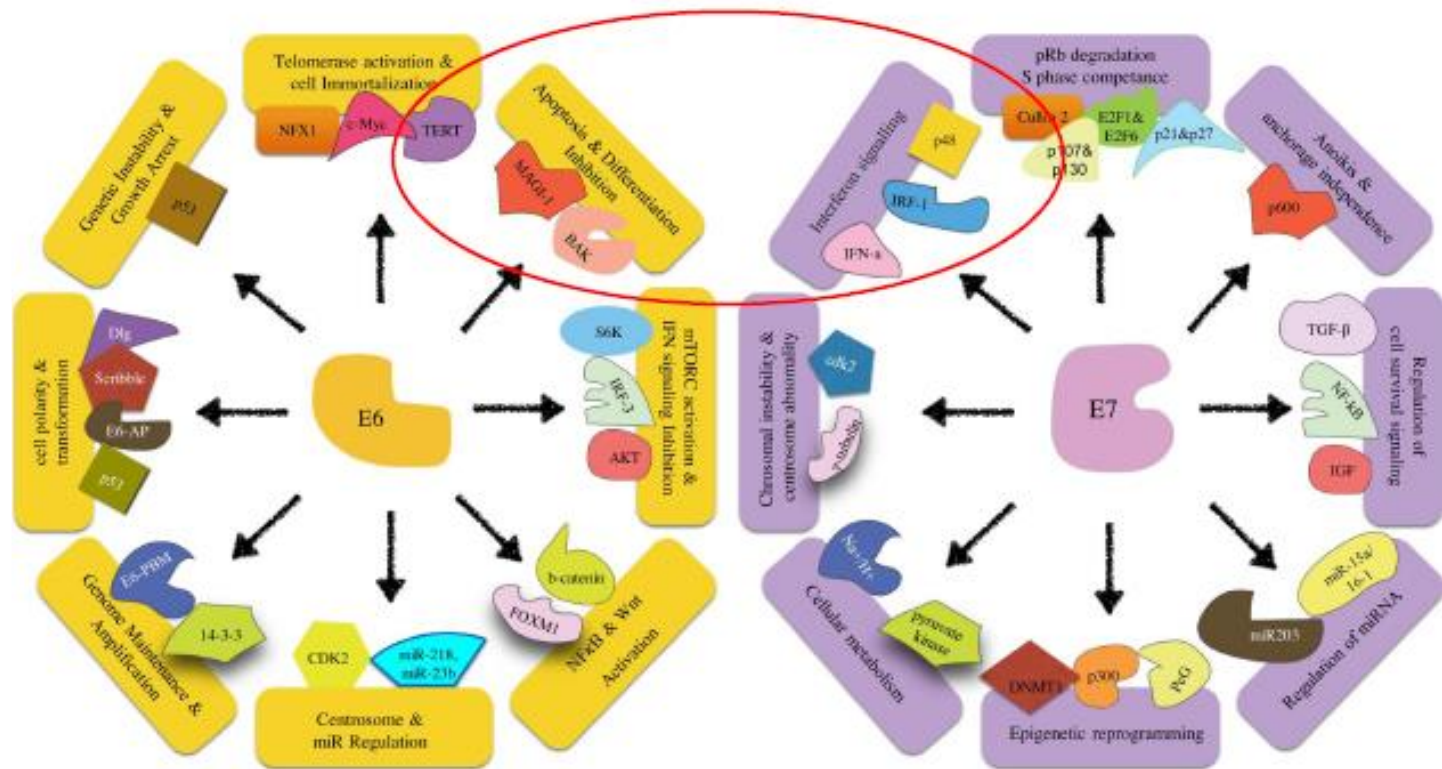 Telomerase activation &
cell Immortalization
NFX1
c-Myc
TERT
Apoptosis & Differentiation
Inhibition
MAGI-1
BAK
Genetic Instability &
Growth Arrest
p53
mTORC activation &
IFN signaling Inhibition
S6K
IRF-3
AKT
cell polarity &
transformation
Dlg
Scribble
E6-AP
p53
E6
Genome Maintenance &
Amplification
E6-PBM
14-3-3
CDK2
miR-218,
miR-23b
Centrosome &
miR Regulation
b-catenin
FOXM1
NFĸB & Wnt
Activation
pRb degradation
S phase competance
Cullin 2
E2F1&
E2F6
p107&
p130
p21&p27
Interferon signalling
p48
IRF-1
IFN-a
Anoikis &
anchorage independence
p600
Chrusomal instability &
centrosome abnomality
cdk2
γ-tubulin
E7
TGF-β
NF-kB
IGF
Regulation of
cell survival signaling
Na+/H+
pyruvate
kinase
Cellular metabolism
DNMT1
p300
PcG
Epigenetic reprogramming
miR-15a/
16-1
miR203
Regulation of miRNA